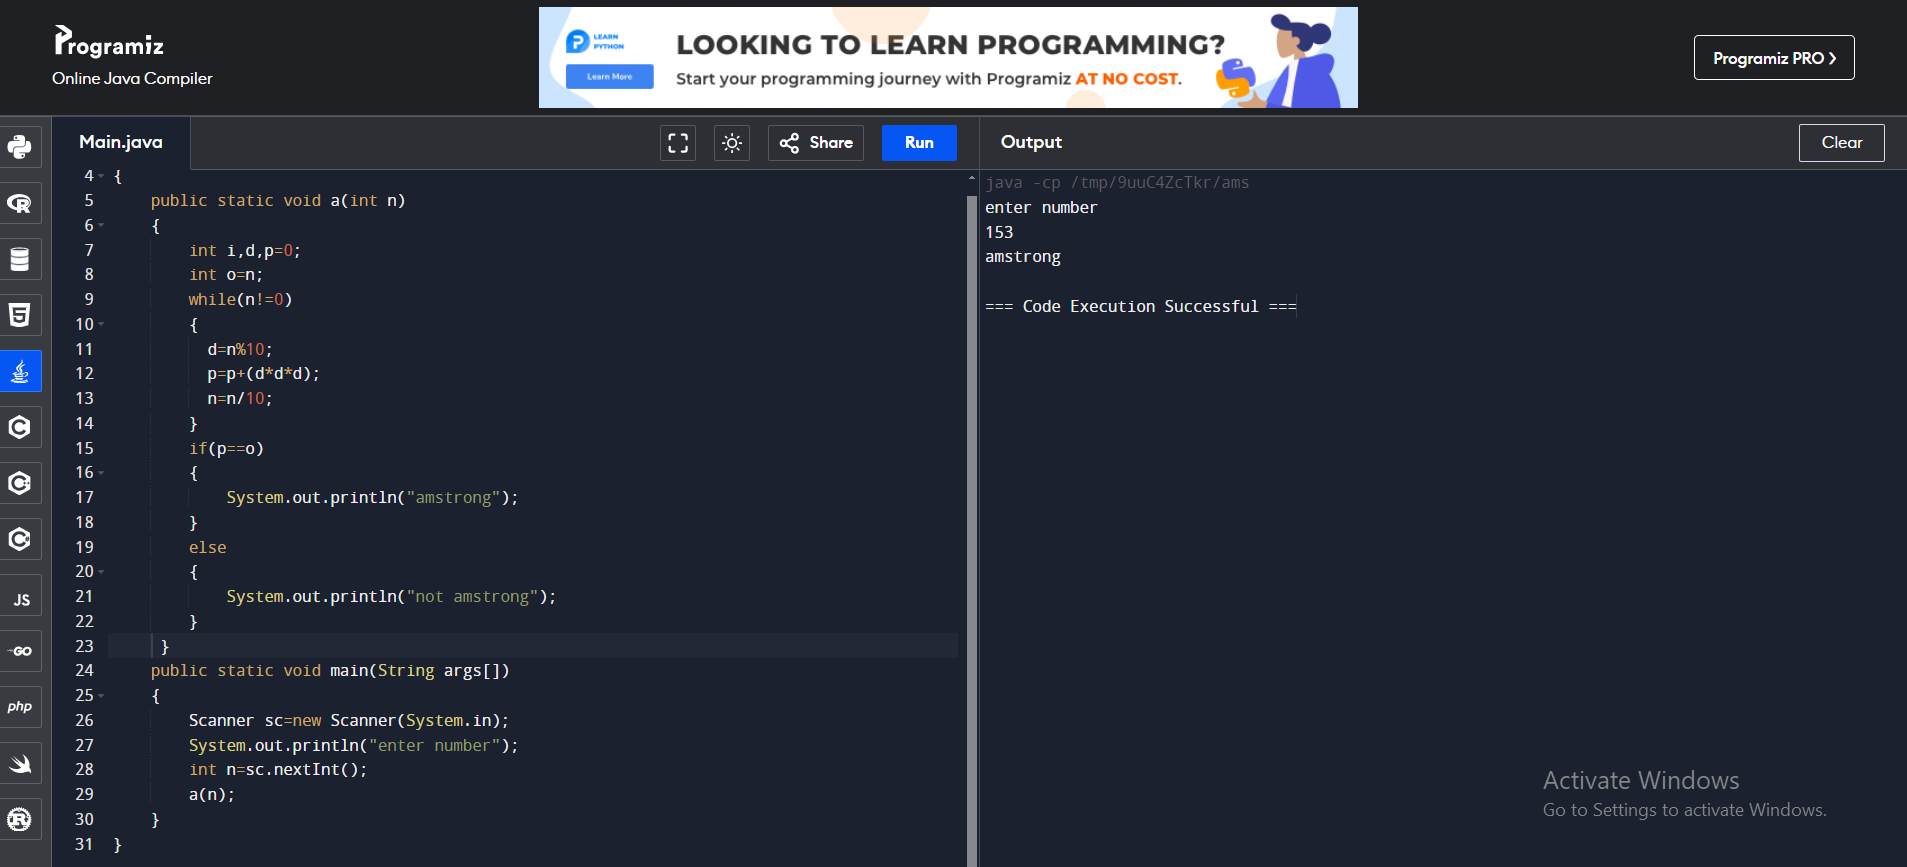 Programiz
Online Java Compiler
LEARN
PYTHON
Learn More
LOOKING TO LEARN PROGRAMMING?
Start your programming journey with Programiz AT NO COST.
Programiz PRO >
Main.java
Share
Run
Output
Clear
4 {
5     public static void a(int n)
6     {
7         int i,d,p=0;
8         int o=n;
9         while(n!=0)
10         {
11           d=n%10;
12           p=p+(d*d*d);
13           n=n/10;
14         }
15         if(p==o)
16         {
17             System.out.println("amstrong");
18         }
19         else
20         {
21             System.out.println("not amstrong");
22         }
23      }
24     public static void main(String args[])
25     {
26         Scanner sc=new Scanner(System.in);
27         System.out.println("enter number");
28         int n=sc.nextInt();
29         a(n);
30     }
31 }
java -cp /tmp/9uuC4ZcTkr/ams
enter number
153
amstrong
=== Code Execution Successful ===
R
5
C
C
C
JS
GO
php
R
Activate Windows
Go to Settings to activate Windows.